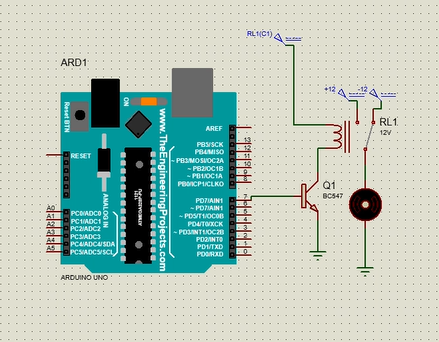 RL1(C1)
ARD1
+12
-12
RL1
12V
Reset BTN
ON
www.TheEngineeringProjects.com
AREF
RESET
PB5/SCK
13
PB4/MISO
12
~ PB3/MOSI/OC2A
11
~ PB2/OC1B
10
~ PB1/OC1A
9
PB0/ICP1/CLKO
8
ANALOG IN
PD7/AIN1
7
~ PD6/AIN0
6
~ PD5/T1/OC0B
5
PD4/T0/XCK
4
~ PD3/INT1/OC2B
3
PD2/INT0
2
PD1/TXD
1
PD0/RXD
0
A0
PC0/ADC0
A1
PC1/ADC1
A2
PC2/ADC2
A3
PC3/ADC3
A4
PC4/ADC4/SDA
A5
PC5/ADC5/SCL
Q1
BC547
ARDUINO UNO